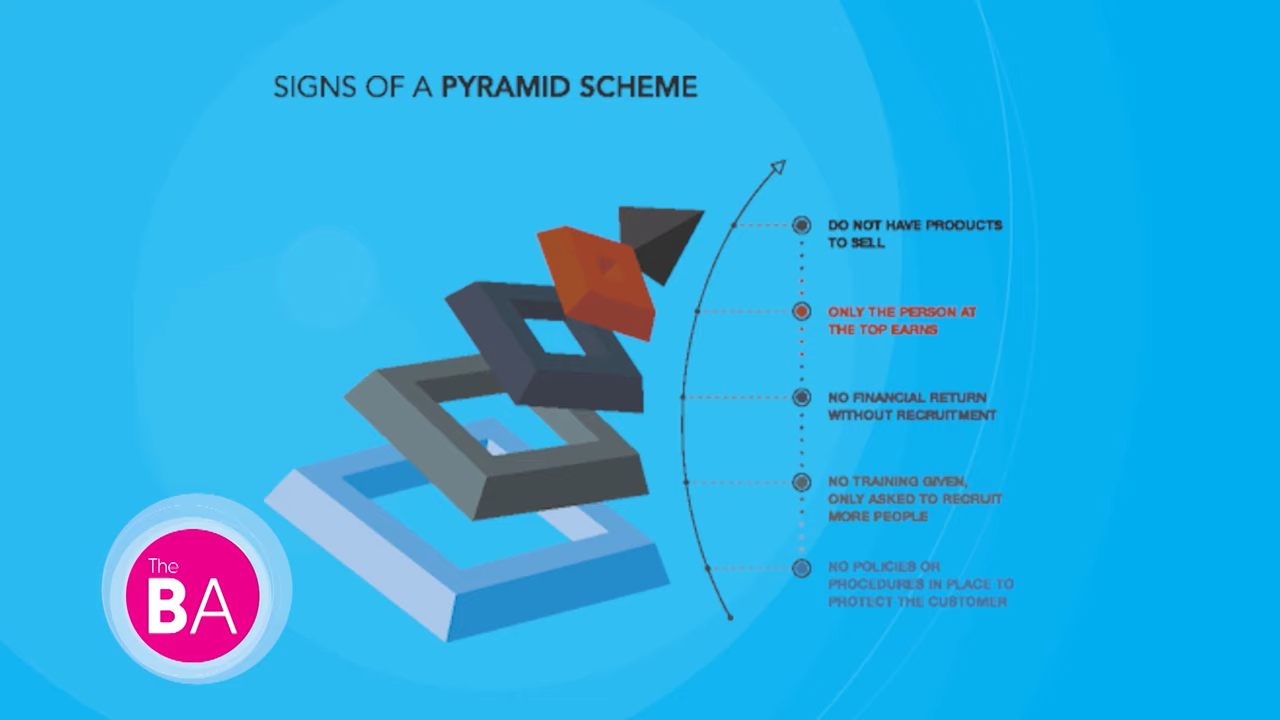 SIGNS OF A PYRAMID SCHEME
DO NOT HAVE PRODUCTS
TO SELL
ONLY THE PERSON AT
THE TOP EARNS
NO FINANCIAL RETURN
WITHOUT RECRUITMENT
NO TRAINING GIVEN,
ONLY ASKED TO RECRUIT
MORE PEOPLE
NO POLICIES OR
PROCEDURES IN PLACE TO
PROTECT THE CUSTOMER
The
BA